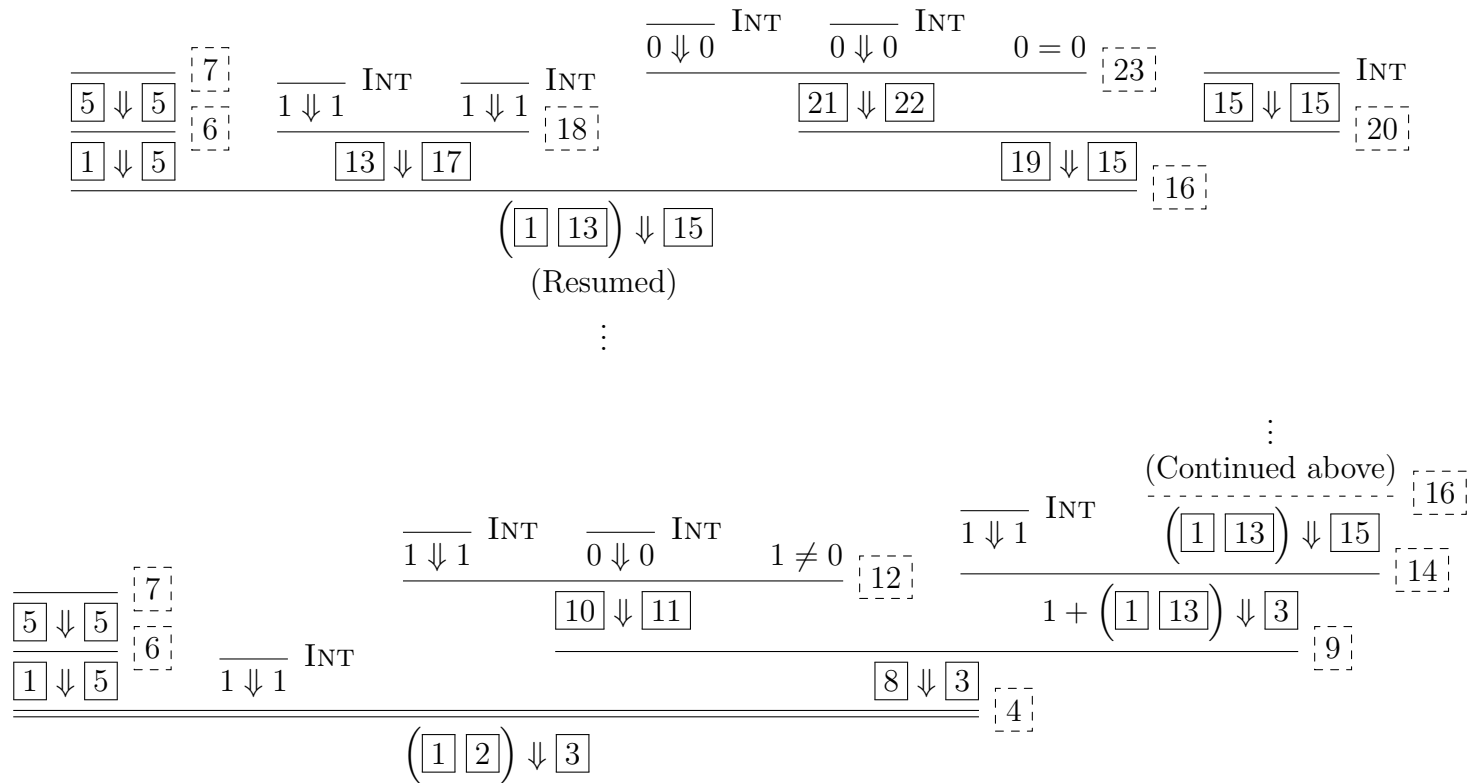 0 ⇓ 0 INT 0 ⇓ 0 INT 0 = 0 23
7 1 ⇓ 1 INT 1 ⇓ 1 INT 18 INT
5 ⇓ 5 6 21 ⇓ 22 15 ⇓ 15 20
1 ⇓ 5 13 ⇓ 17 19 ⇓ 15 16
(1 13) ⇓ 15
(Resumed)
⋮
⋮
(Continued above) 16
1 ⇓ 1 INT 0 ⇓ 0 INT 1 ≠ 0 12 1 ⇓ 1 INT (1 13) ⇓ 15 14
7
5 ⇓ 5 6 10 ⇓ 11 1 + (1 13) ⇓ 3 9
1 ⇓ 5 1 ⇓ 1 INT 8 ⇓ 3 4
(1 2) ⇓ 3